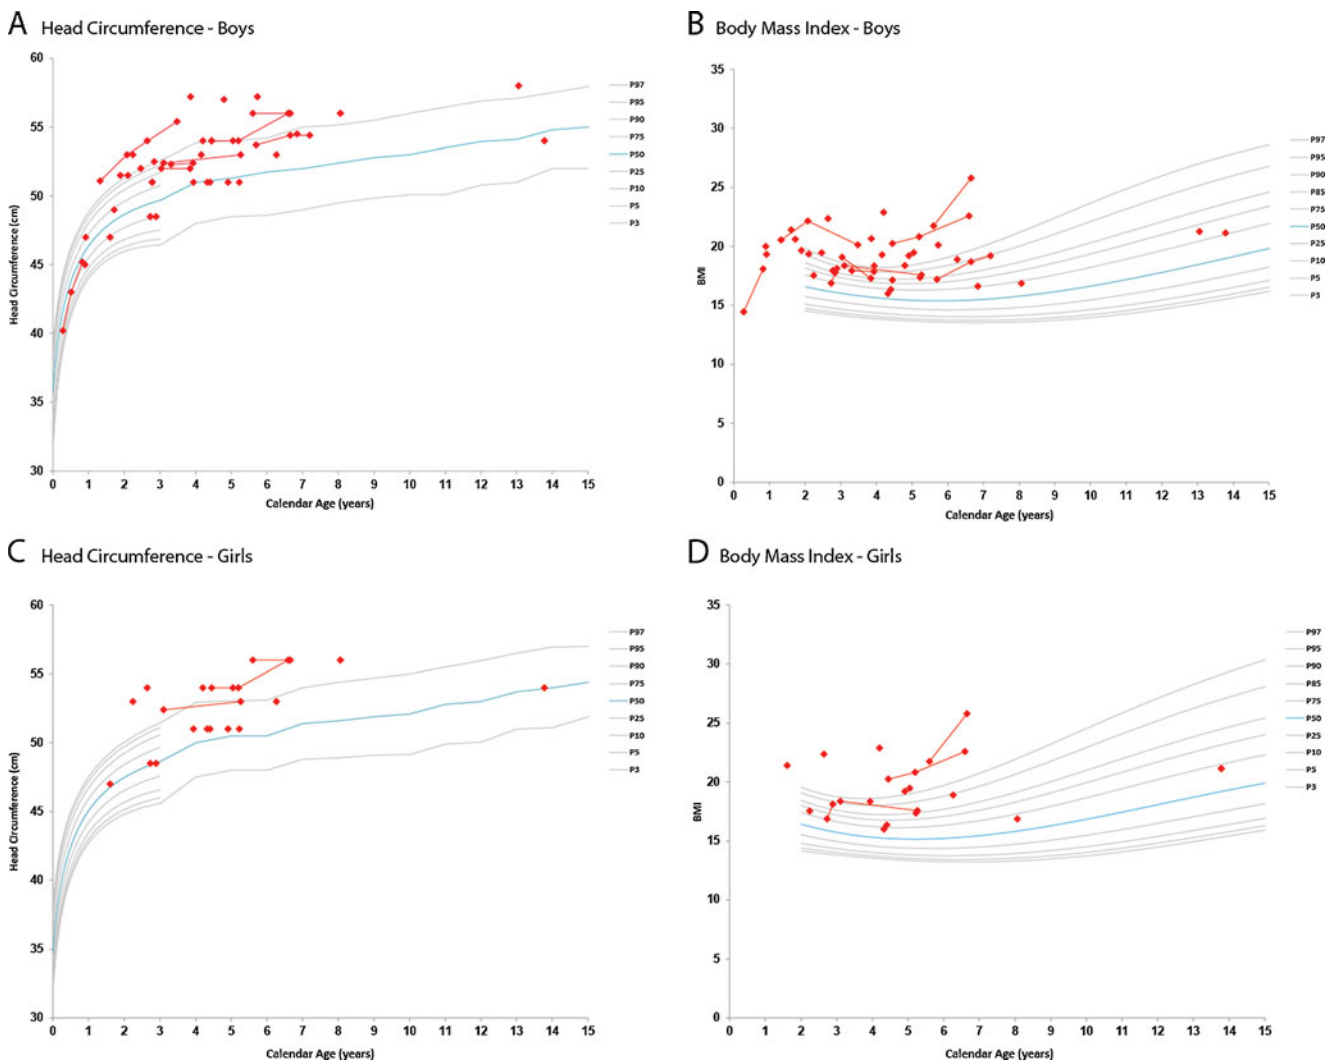 A Head Circumference - Boys
60
55
50
45
40
35
30
Head Circumference (cm)
0 1 2 3 4 5 6 7 8 9 10 11 12 13 14 15
Calendar Age (years)
P97
P95
P90
P75
P50
P25
P10
P5
P3
B Body Mass Index - Boys
35
30
25
20
15
10
5
0
BMI
0 1 2 3 4 5 6 7 8 9 10 11 12 13 14 15
Calendar Age (years)
P97
P95
P90
P85
P75
P50
P25
P10
P5
P3
C Head Circumference - Girls
60
55
50
45
40
35
30
Head Circumference (cm)
0 1 2 3 4 5 6 7 8 9 10 11 12 13 14 15
Calendar Age (years)
P97
P95
P90
P75
P50
P25
P10
P5
P3
D Body Mass Index - Girls
35
30
25
20
15
10
5
0
BMI
0 1 2 3 4 5 6 7 8 9 10 11 12 13 14 15
Calendar Age (years)
P97
P95
P90
P85
P75
P50
P25
P10
P5
P3